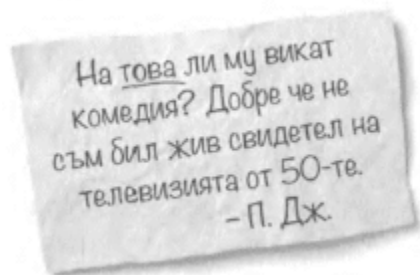 На това ли му викат
комедия? Добре че не
съм бил жив свидетел на
телевизията от 50-те.
– П. Дж.